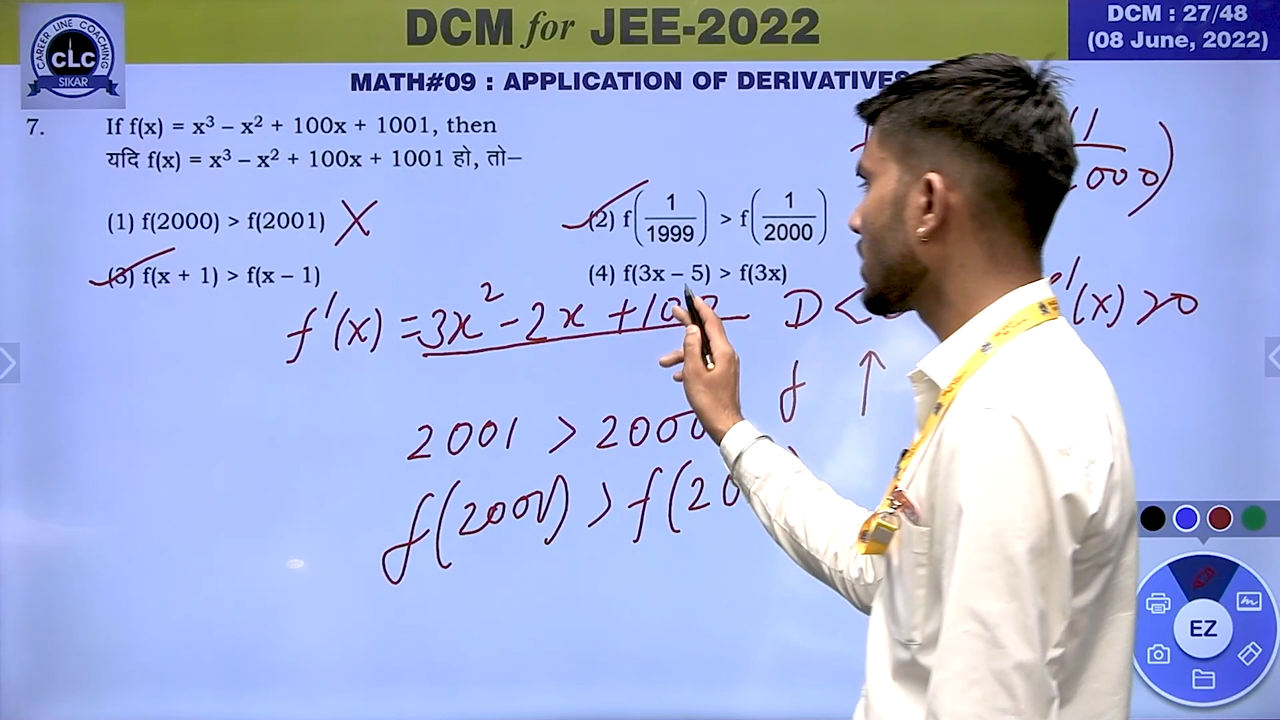 DCM for JEE-2022
DCM : 27/48
(08 June, 2022)
CAREER LINE COACHING
CLC
SIKAR
MATH#09 : APPLICATION OF DERIVATIVES
7. If f(x) = x³ – x² + 100x + 1001, then
यदि f(x) = x³ – x² + 100x + 1001 हो, तो–
(1) f(2000) > f(2001) X
(2) f(1/1999) > f(1/2000)
(3) f(x + 1) > f(x – 1)
(4) f(3x – 5) > f(3x)
f'(x) = 3x² - 2x + 100 D < '(x) > 0
f ↑
2001 > 2000
f(2001) > f(20
EZ